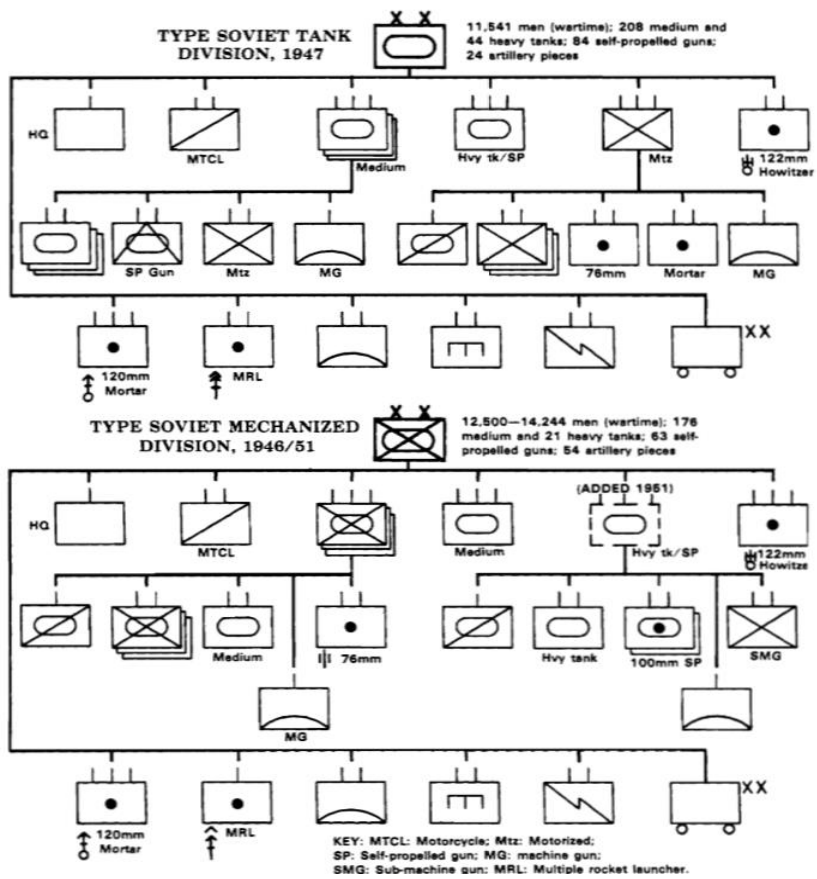 TYPE SOVIET TANK
DIVISION, 1947
X X
11,541 men (wartime); 208 medium and
44 heavy tanks; 84 self-propelled guns;
24 artillery pieces
HQ
MTCL
Medium
Hvy tk/SP
Mtz
122mm
Howitzer
SP Gun
Mtz
MG
76mm
Mortar
MG
120mm
Mortar
MRL
XX
TYPE SOVIET MECHANIZED
DIVISION, 1946/51
X X
12,500—14,244 men (wartime); 176
medium and 21 heavy tanks; 63 self-
propelled guns; 54 artillery pieces
HQ
MTCL
Medium
(ADDED 1951)
Hvy tk/SP
122mm
Howitze
Medium
76mm
Hvy tank
100mm SP
SMG
MG
120mm
Mortar
MRL
XX
KEY: MTCL: Motorcycle; Mtz: Motorized;
SP: Self-propelled gun; MG: machine gun;
SMG: Sub-machine gun; MRL: Multiple rocket launcher.